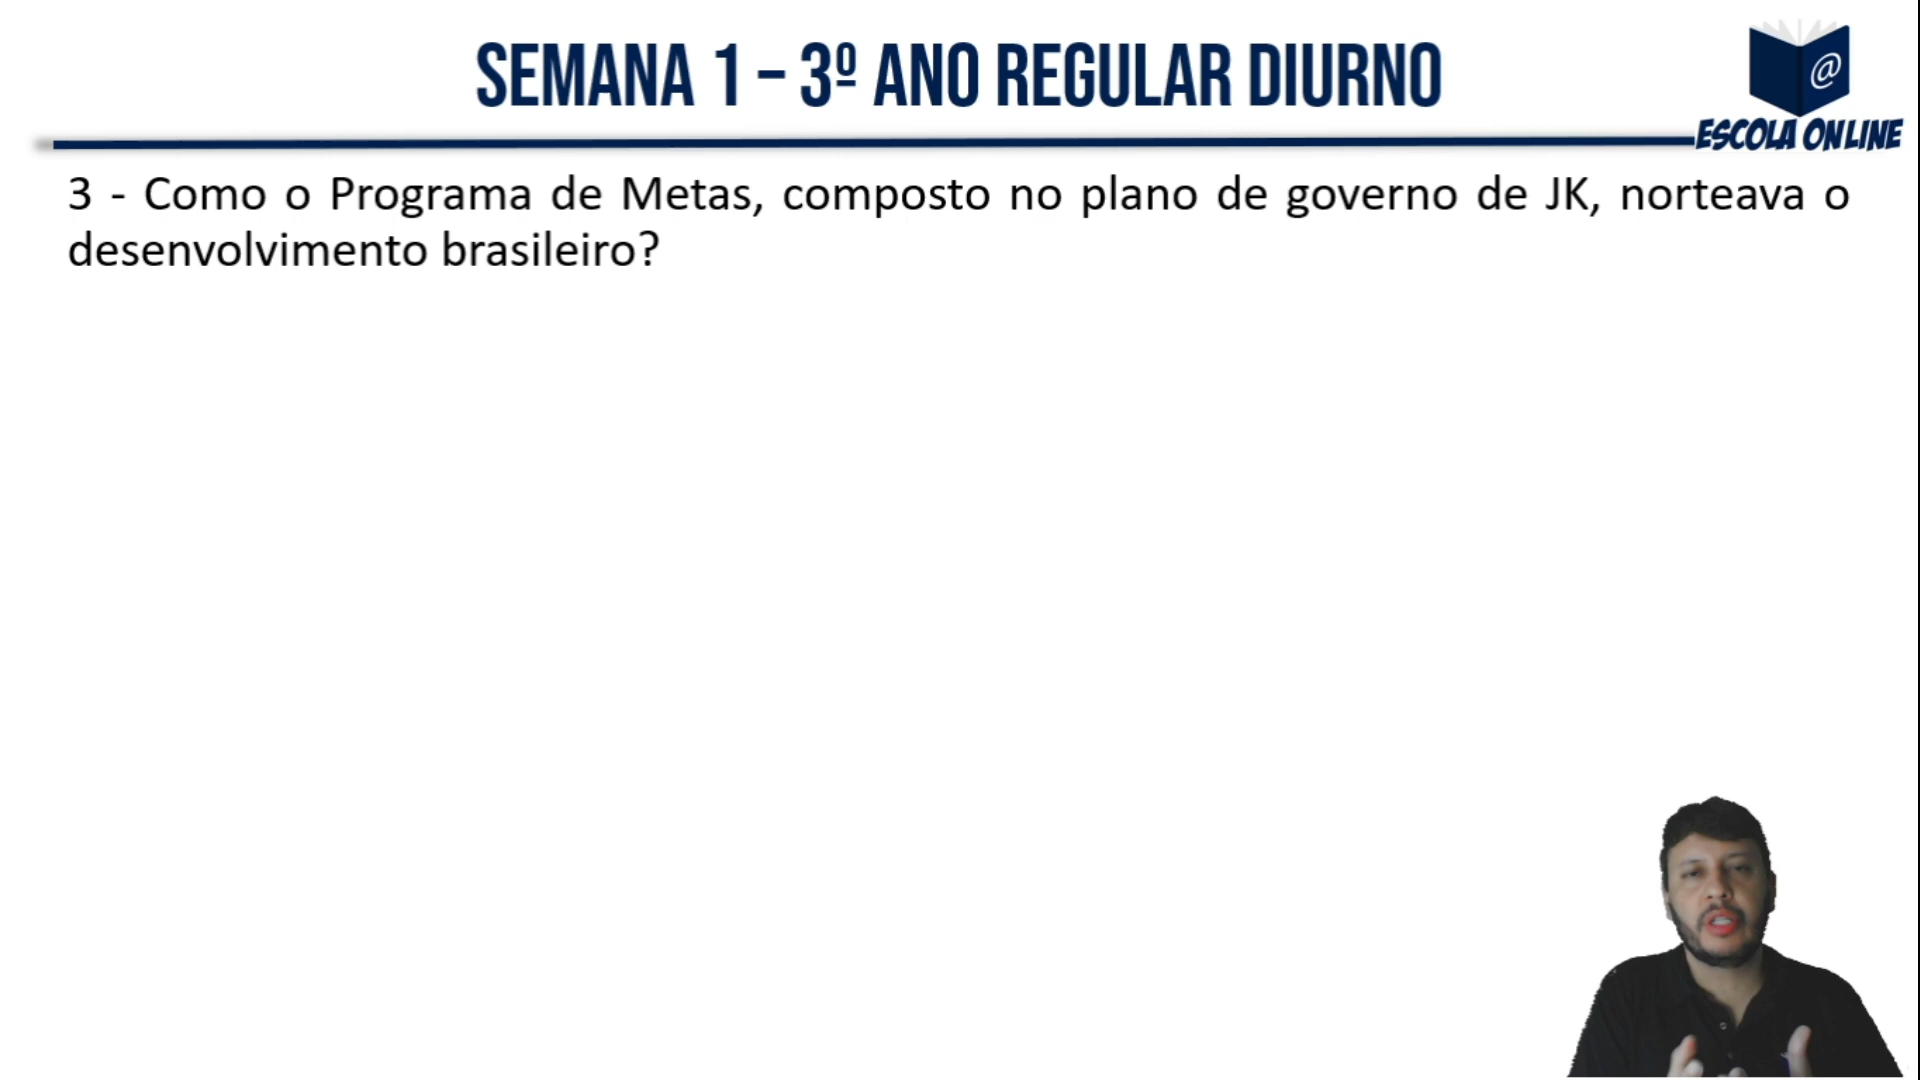 SEMANA 1 – 3º ANO REGULAR DIURNO
@
ESCOLA ONLINE
3 - Como o Programa de Metas, composto no plano de governo de JK, norteava o
desenvolvimento brasileiro?